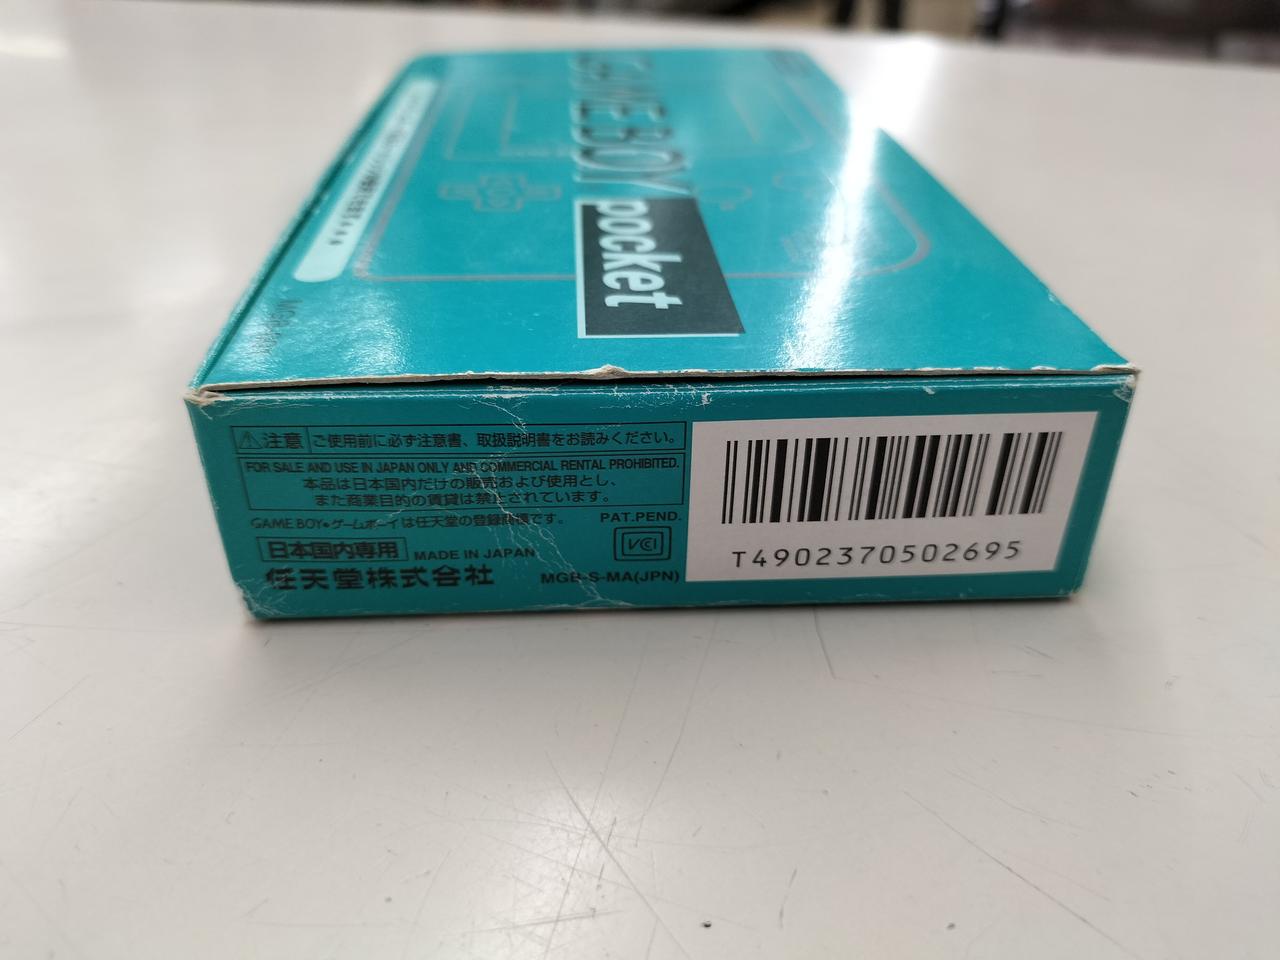 GAME BOY
pocket
⚠注意 ご使用前に必ず注意書、取扱説明書をお読みください。
FOR SALE AND USE IN JAPAN ONLY AND COMMERCIAL RENTAL PROHIBITED.
本品は日本国内だけの販売および使用とし、
また商業目的の賃貸は禁止されています。
GAME BOY・ゲームボーイは任天堂の登録商標です。
PAT.PEND.
日本国内専用
MADE IN JAPAN
VCI
任天堂株式会社
MGB-S-MA(JPN)
T4902370502695